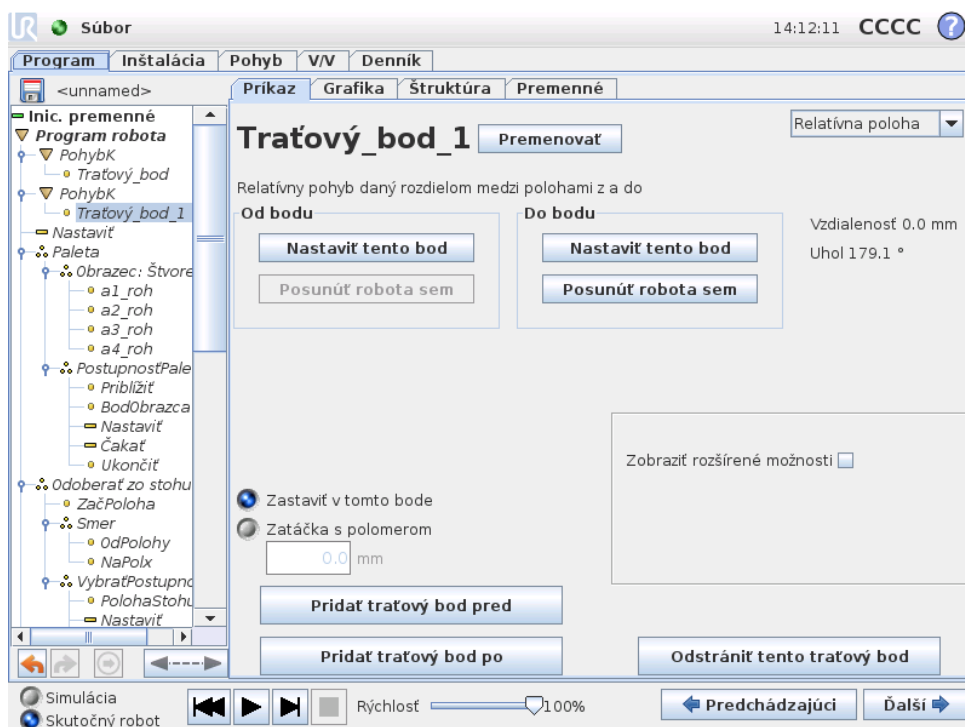 Súbor
14:12:11 CCCC ?
Program Inštalácia Pohyb V/V Denník
<unnamed>
Príkaz Grafika Štruktúra Premenné
Inic. premenné
Program robota
PohybK
Traťový_bod
PohybK
Traťový_bod_1
Nastaviť
Paleta
Obrazec: Štvore
a1_roh
a2_roh
a3_roh
a4_roh
PostupnosťPale
Priblížiť
BodObrazca
Nastaviť
Čakať
Ukončiť
Odoberať zo stohu
ZačPoloha
Smer
OdPolohy
NaPolx
VybraťPostupno
PolohaStohu
Nastaviť
Traťový_bod_1 Premenovať
Relatívna poloha
Relatívny pohyb daný rozdielom medzi polohami z a do
Od bodu
Nastaviť tento bod
Posunúť robota sem
Do bodu
Nastaviť tento bod
Posunúť robota sem
Vzdialenosť 0.0 mm
Uhol 179.1 °
Zobraziť rozšírené možnosti
Zastaviť v tomto bode
Zatáčka s polomerom
0.0 mm
Pridať traťový bod pred
Pridať traťový bod po
Odstrániť tento traťový bod
Simulácia
Skutočný robot
Rýchlosť 100%
Predchádzajúci
Ďalší